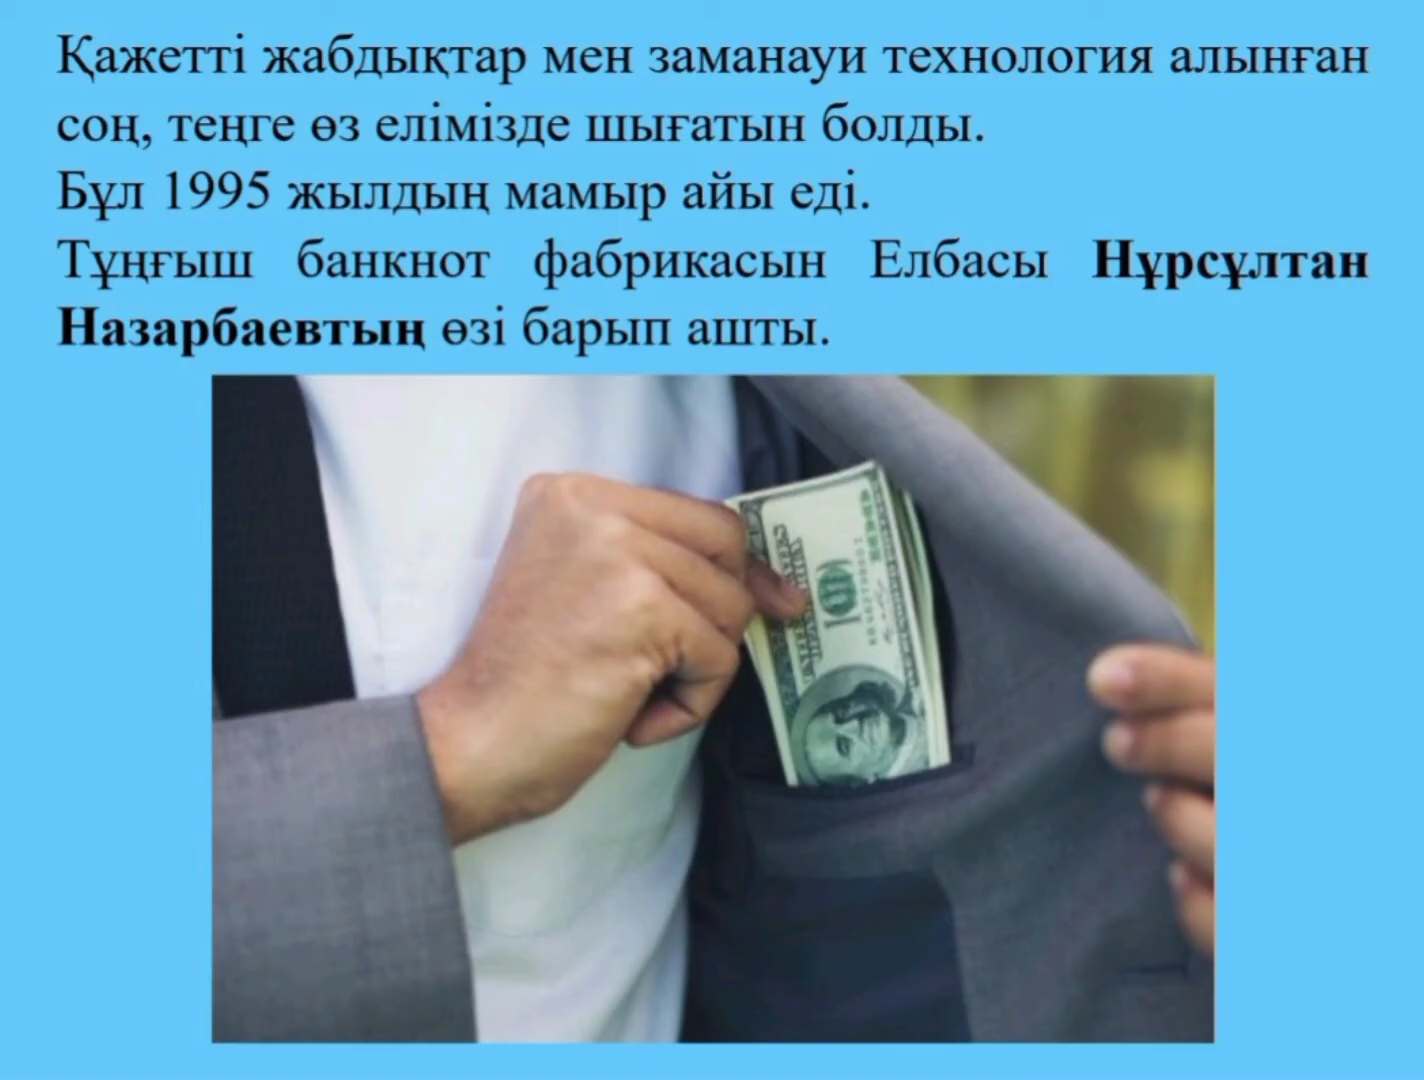 Қажетті жабдықтар мен заманауи технология алынған
соң, теңге өз елімізде шығатын болды.
Бұл 1995 жылдың мамыр айы еді.
Тұңғыш банкнот фабрикасын Елбасы Нұрсұлтан
Назарбаевтың өзі барып ашты.